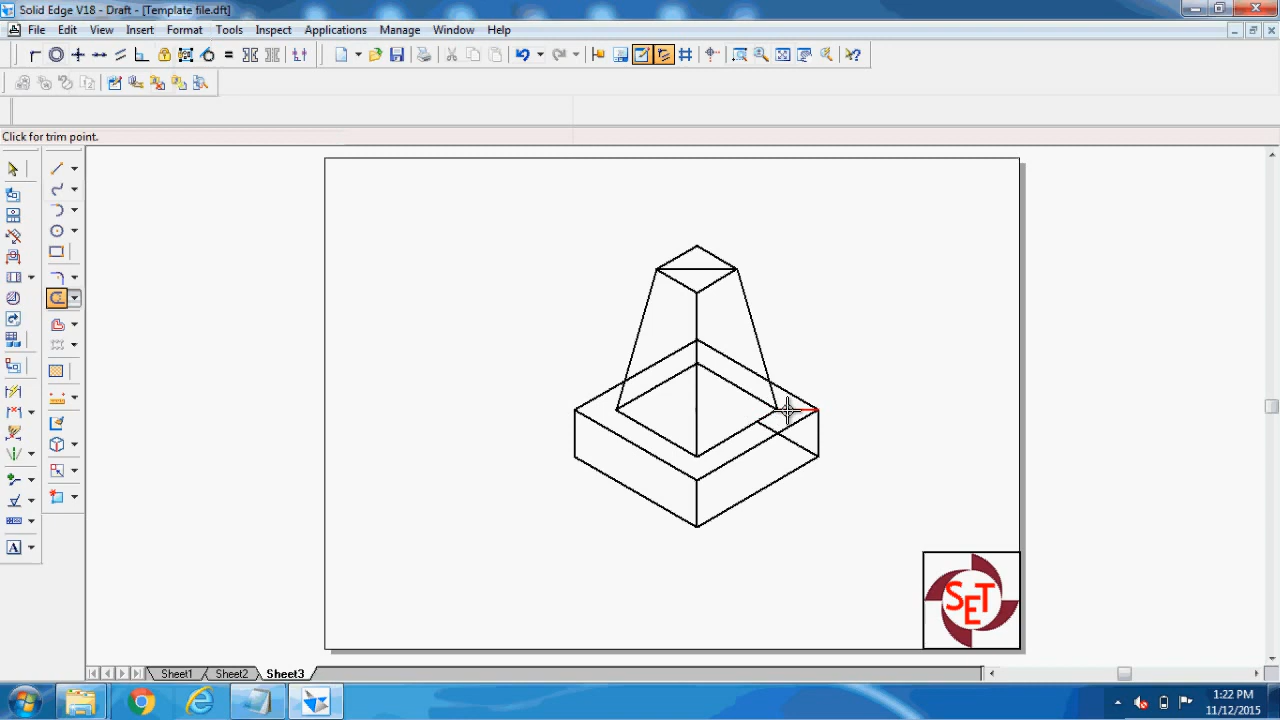 Solid Edge V18 - Draft - [Template file.dft]
File Edit View Insert Format Tools Inspect Applications Manage Window Help
Click for trim point.
A
SET
Sheet1 Sheet2 Sheet3
1:22 PM
11/12/2015